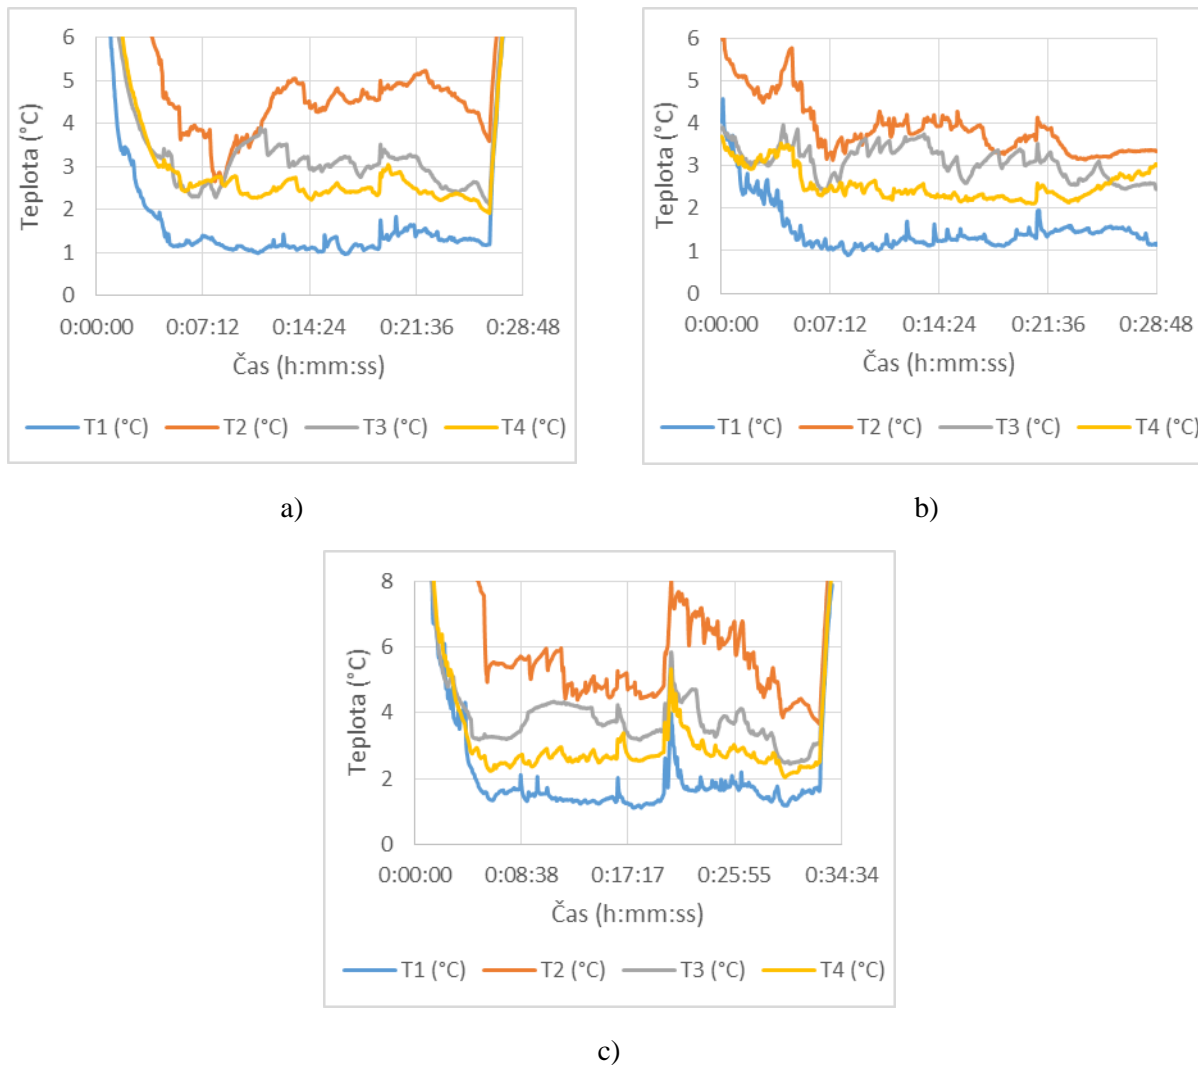 6
5
4
3
2
1
0
Teplota (°C)
0:00:00 0:07:12 0:14:24 0:21:36 0:28:48
Čas (h:mm:ss)
T1 (°C) T2 (°C) T3 (°C) T4 (°C)
a)
6
5
4
3
2
1
0
Teplota (°C)
0:00:00 0:07:12 0:14:24 0:21:36 0:28:48
Čas (h:mm:ss)
T1 (°C) T2 (°C) T3 (°C) T4 (°C)
b)
8
6
4
2
0
Teplota (°C)
0:00:00 0:08:38 0:17:17 0:25:55 0:34:34
Čas (h:mm:ss)
T1 (°C) T2 (°C) T3 (°C) T4 (°C)
c)